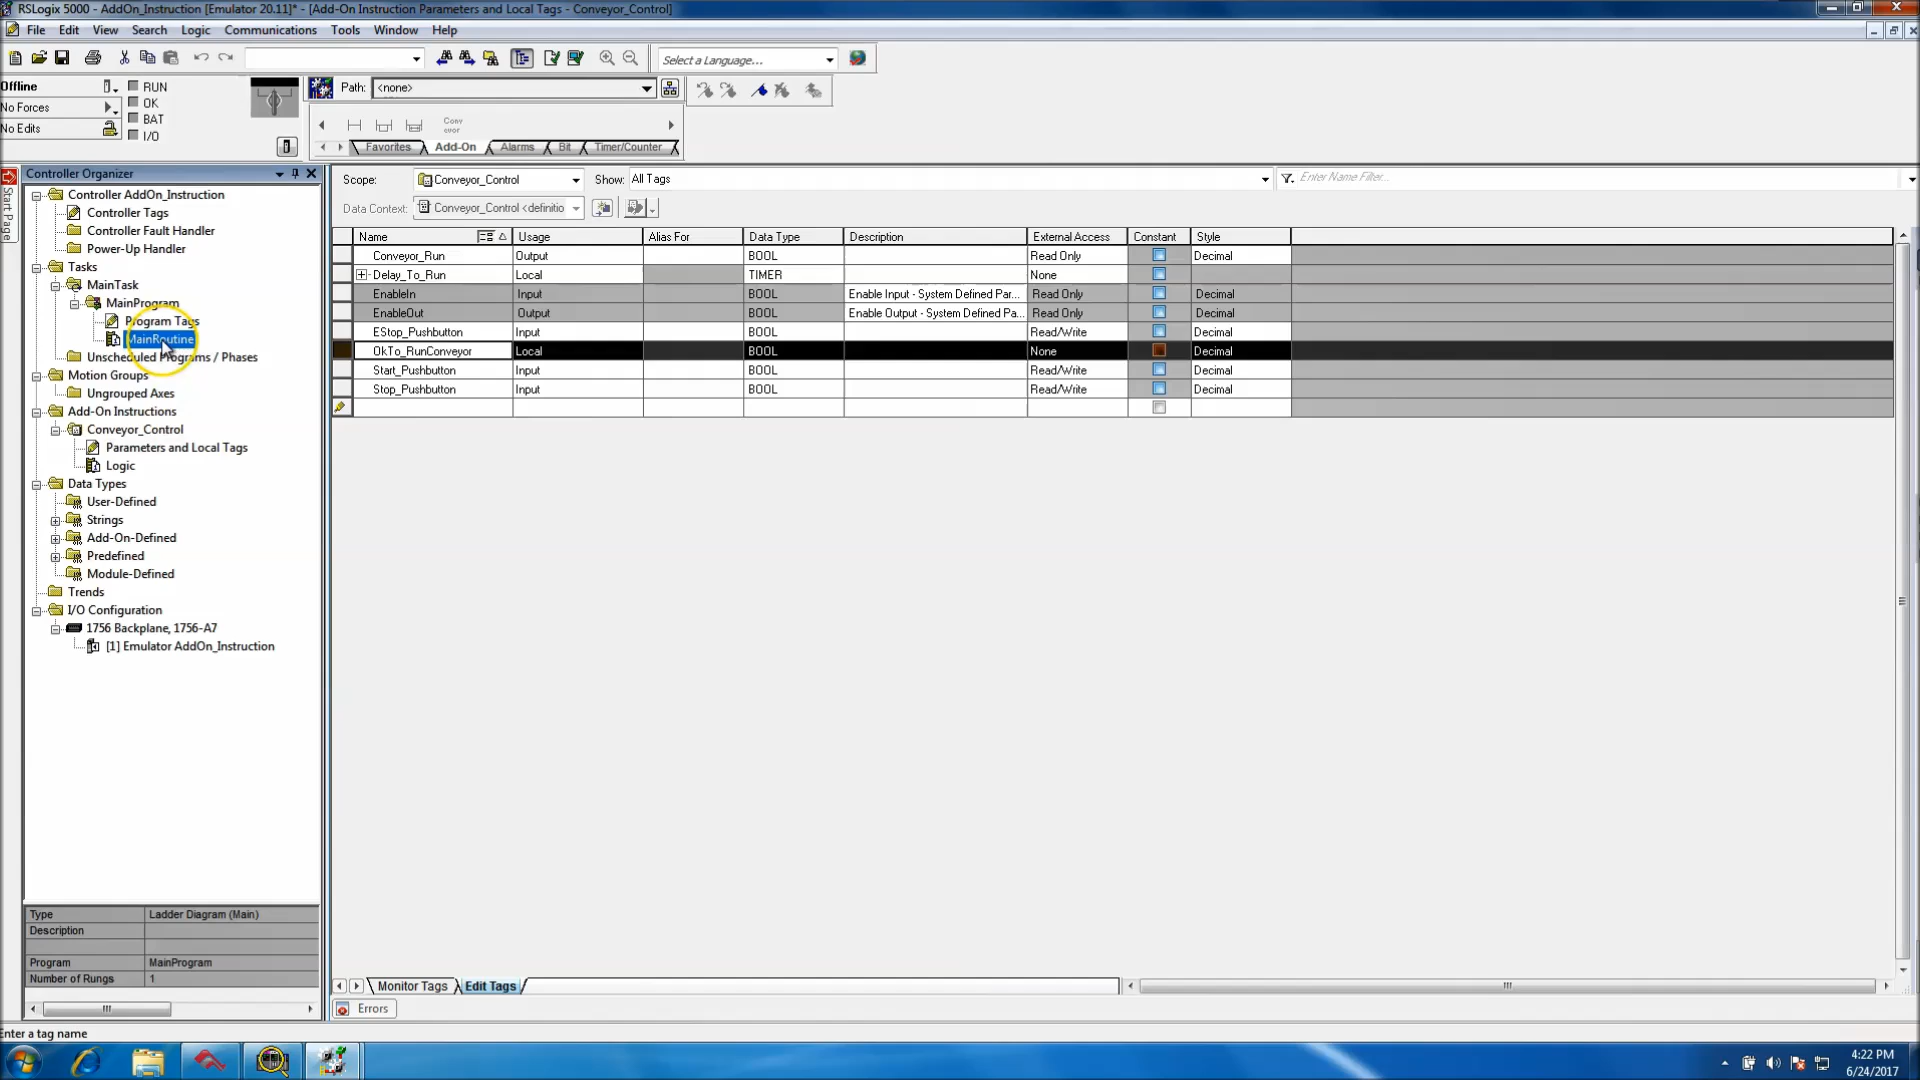 RSLogix 5000 - AddOn_Instruction [Emulator 20.11]* - [Add-On Instruction Parameters and Local Tags - Conveyor_Control]
File Edit View Search Logic Communications Tools Window Help
Select a Language...
Offline RUN
No Forces OK
No Edits BAT
I/O
Path: <none>
Conv
eyor
Favorites Add-On Alarms Bit Timer/Counter
Start Page
Controller Organizer
Controller AddOn_Instruction
Controller Tags
Controller Fault Handler
Power-Up Handler
Tasks
MainTask
MainProgram
Program Tags
MainRoutine
Unscheduled Programs / Phases
Motion Groups
Ungrouped Axes
Add-On Instructions
Conveyor_Control
Parameters and Local Tags
Logic
Data Types
User-Defined
Strings
Add-On-Defined
Predefined
Module-Defined
Trends
I/O Configuration
1756 Backplane, 1756-A7
[1] Emulator AddOn_Instruction
Type Ladder Diagram (Main)
Description
Program MainProgram
Number of Rungs 1
Scope: Conveyor_Control Show: All Tags Enter Name Filter...
Data Context: Conveyor_Control <definitio
Name Usage Alias For Data Type Description External Access Constant Style
Conveyor_Run Output BOOL Read Only Decimal
Delay_To_Run Local TIMER None
EnableIn Input BOOL Enable Input - System Defined Par... Read Only Decimal
EnableOut Output BOOL Enable Output - System Defined Pa... Read Only Decimal
EStop_Pushbutton Input BOOL Read/Write Decimal
OkTo_RunConveyor Local BOOL None Decimal
Start_Pushbutton Input BOOL Read/Write Decimal
Stop_Pushbutton Input BOOL Read/Write Decimal
Monitor Tags Edit Tags
Errors
Enter a tag name
4:22 PM
6/24/2017